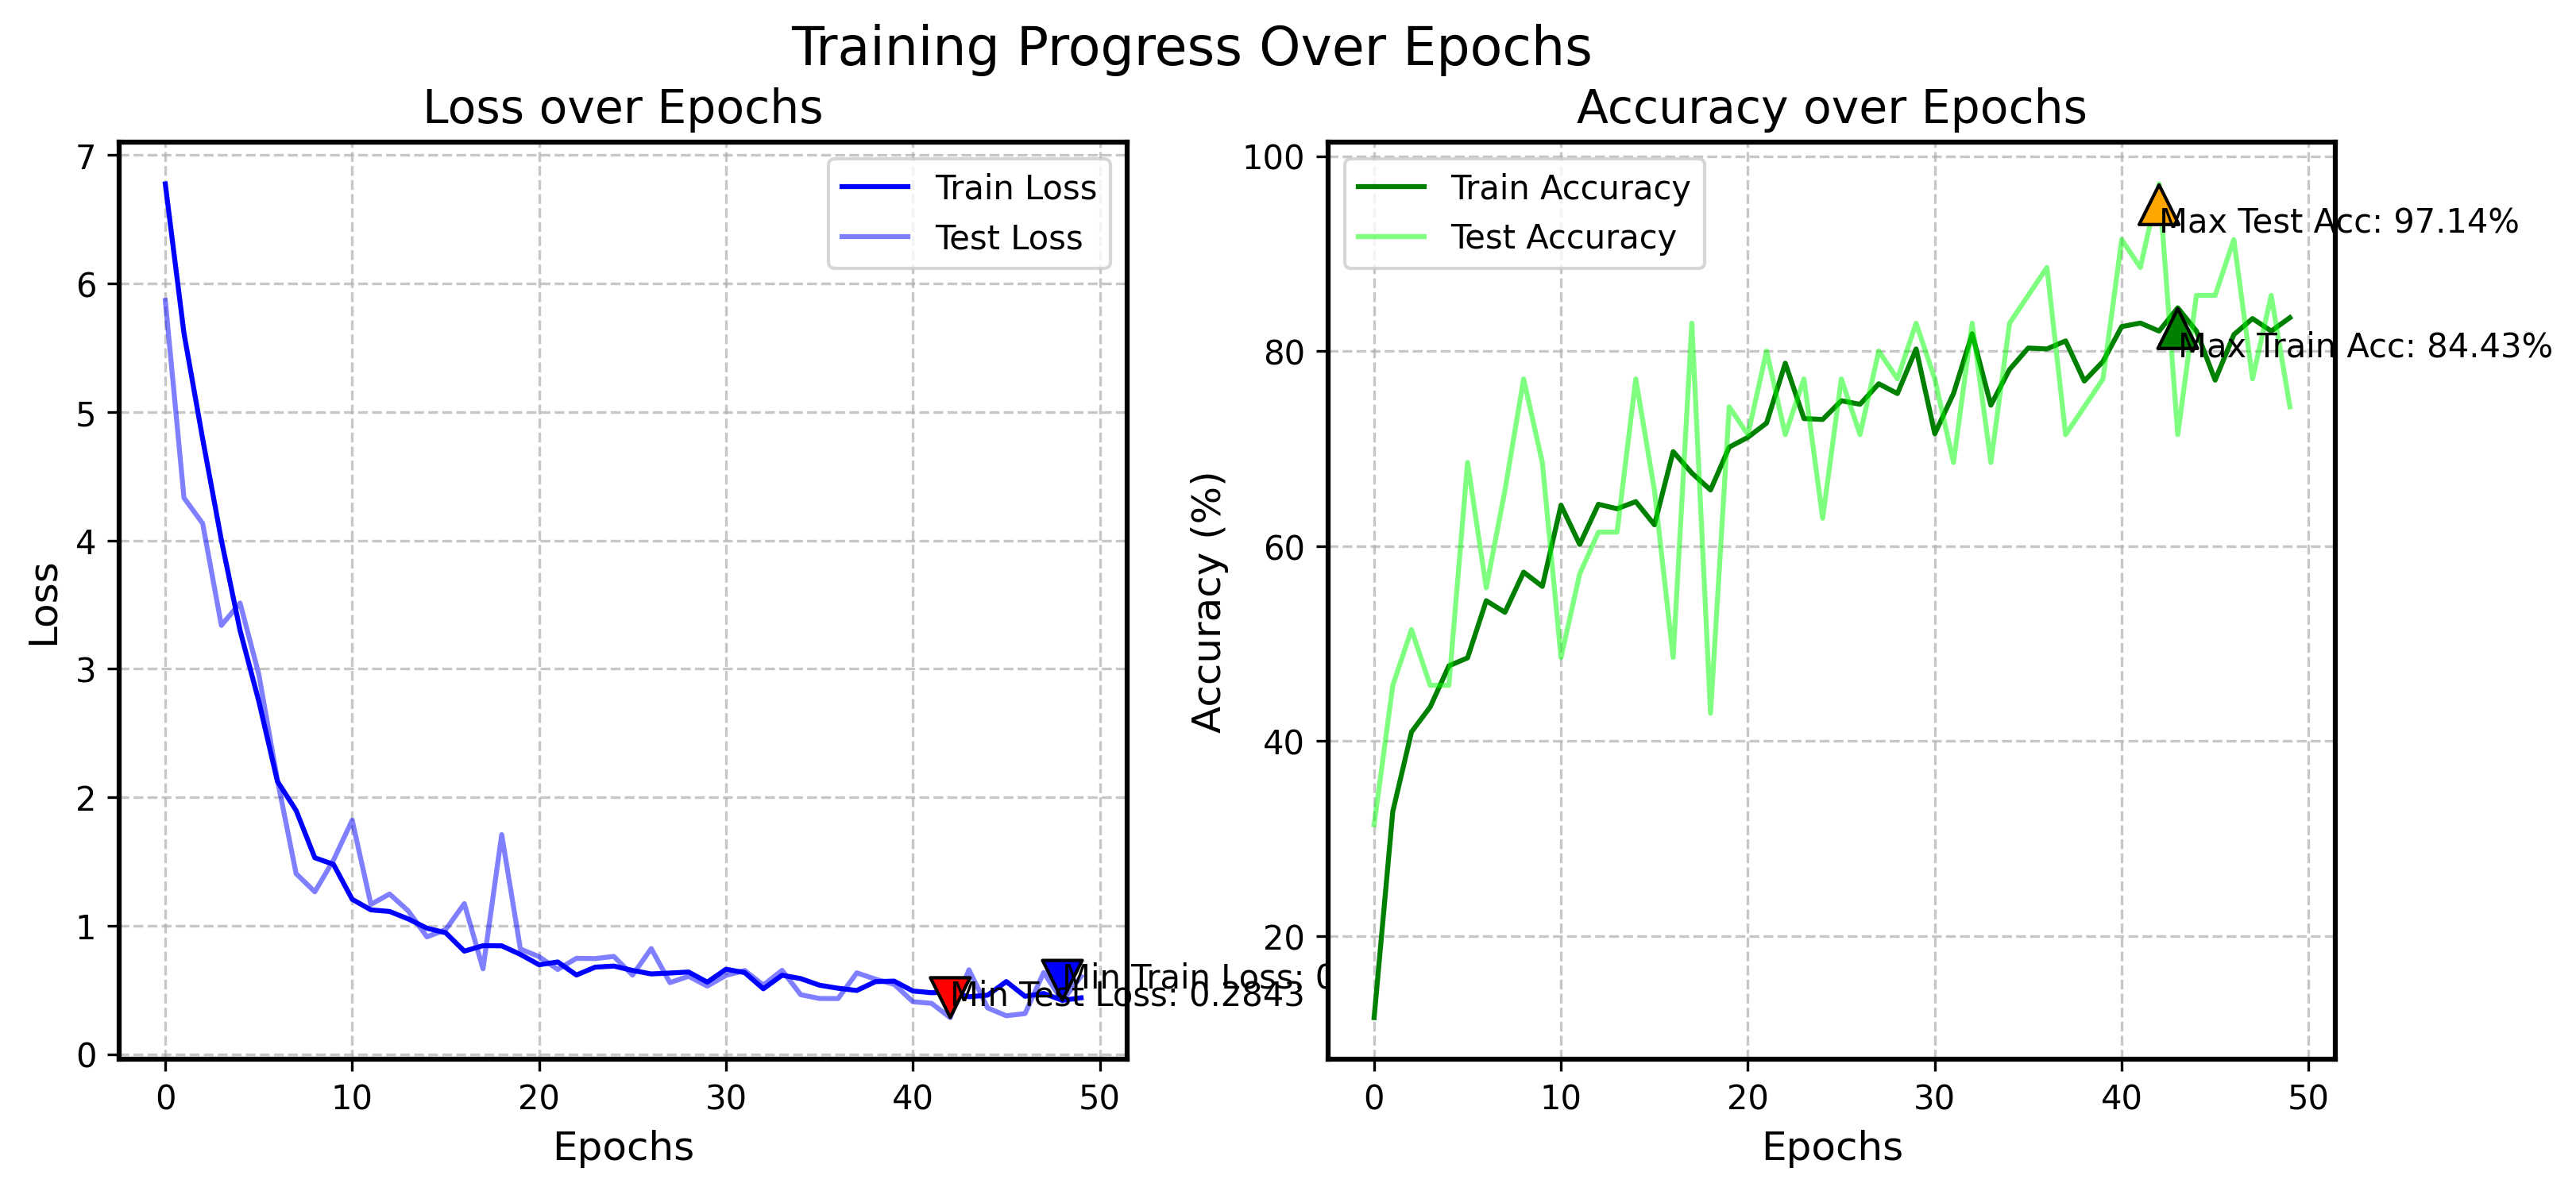 Training Progress Over Epochs
Loss over Epochs
7
6
5
4
3
2
1
0
Loss
Train Loss
Test Loss
Min Train Loss: 0
Min Test Loss: 0.2843
0 10 20 30 40 50
Epochs
Accuracy over Epochs
100
80
60
40
20
Accuracy (%)
Train Accuracy
Test Accuracy
Max Test Acc: 97.14%
Max Train Acc: 84.43%
0 10 20 30 40 50
Epochs